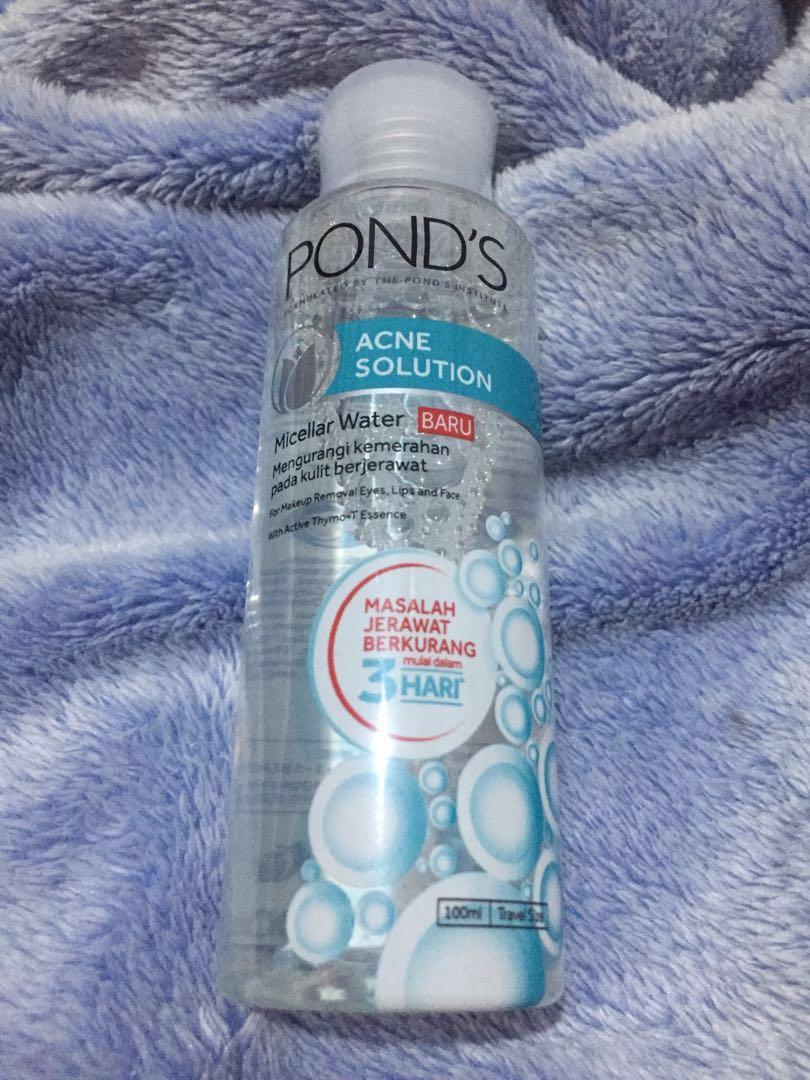 POND'S
FORMULATED BY THE POND'S INSTITUTE
ACNE
SOLUTION
Micellar Water BARU
Mengurangi kemerahan
pada kulit berjerawat
For Makeup Removal Eyes, Lips and Face
With Active Thymo-T Essence
MASALAH
JERAWAT
BERKURANG
mulai dalam
3 HARI*
100ml Travel Size